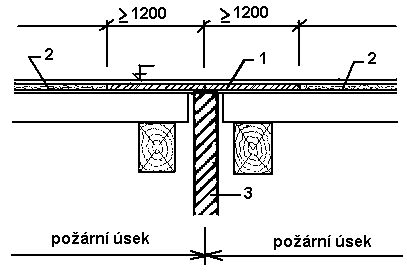 ≥1200 ≥1200
2 1 2
3
požární úsek požární úsek